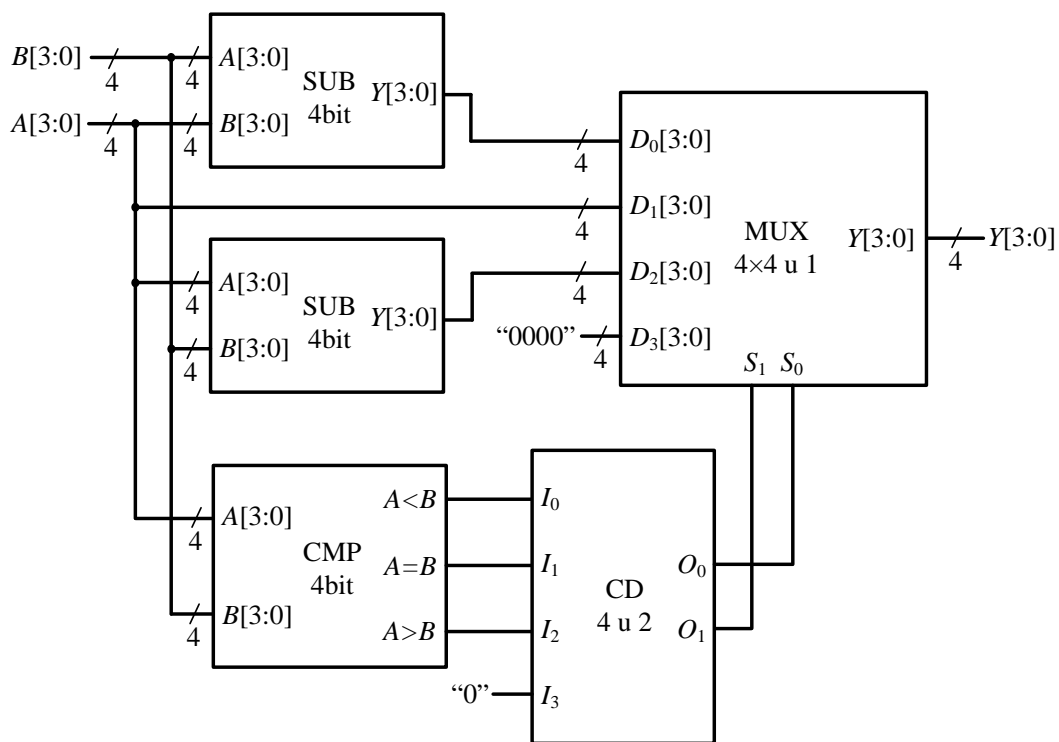 B[3:0]
4
4
A[3:0]
SUB
4bit
Y[3:0]
A[3:0]
4
4
B[3:0]
4
D0[3:0]
4
D1[3:0]
MUX
4×4 u 1
Y[3:0]
4
Y[3:0]
4
A[3:0]
SUB
4bit
Y[3:0]
4
B[3:0]
4
D2[3:0]
“0000”
4
D3[3:0]
S1 S0
4
A[3:0]
CMP
4bit
4
B[3:0]
A<B
A=B
A>B
I0
I1
I2
“0”
I3
CD
4 u 2
O0
O1